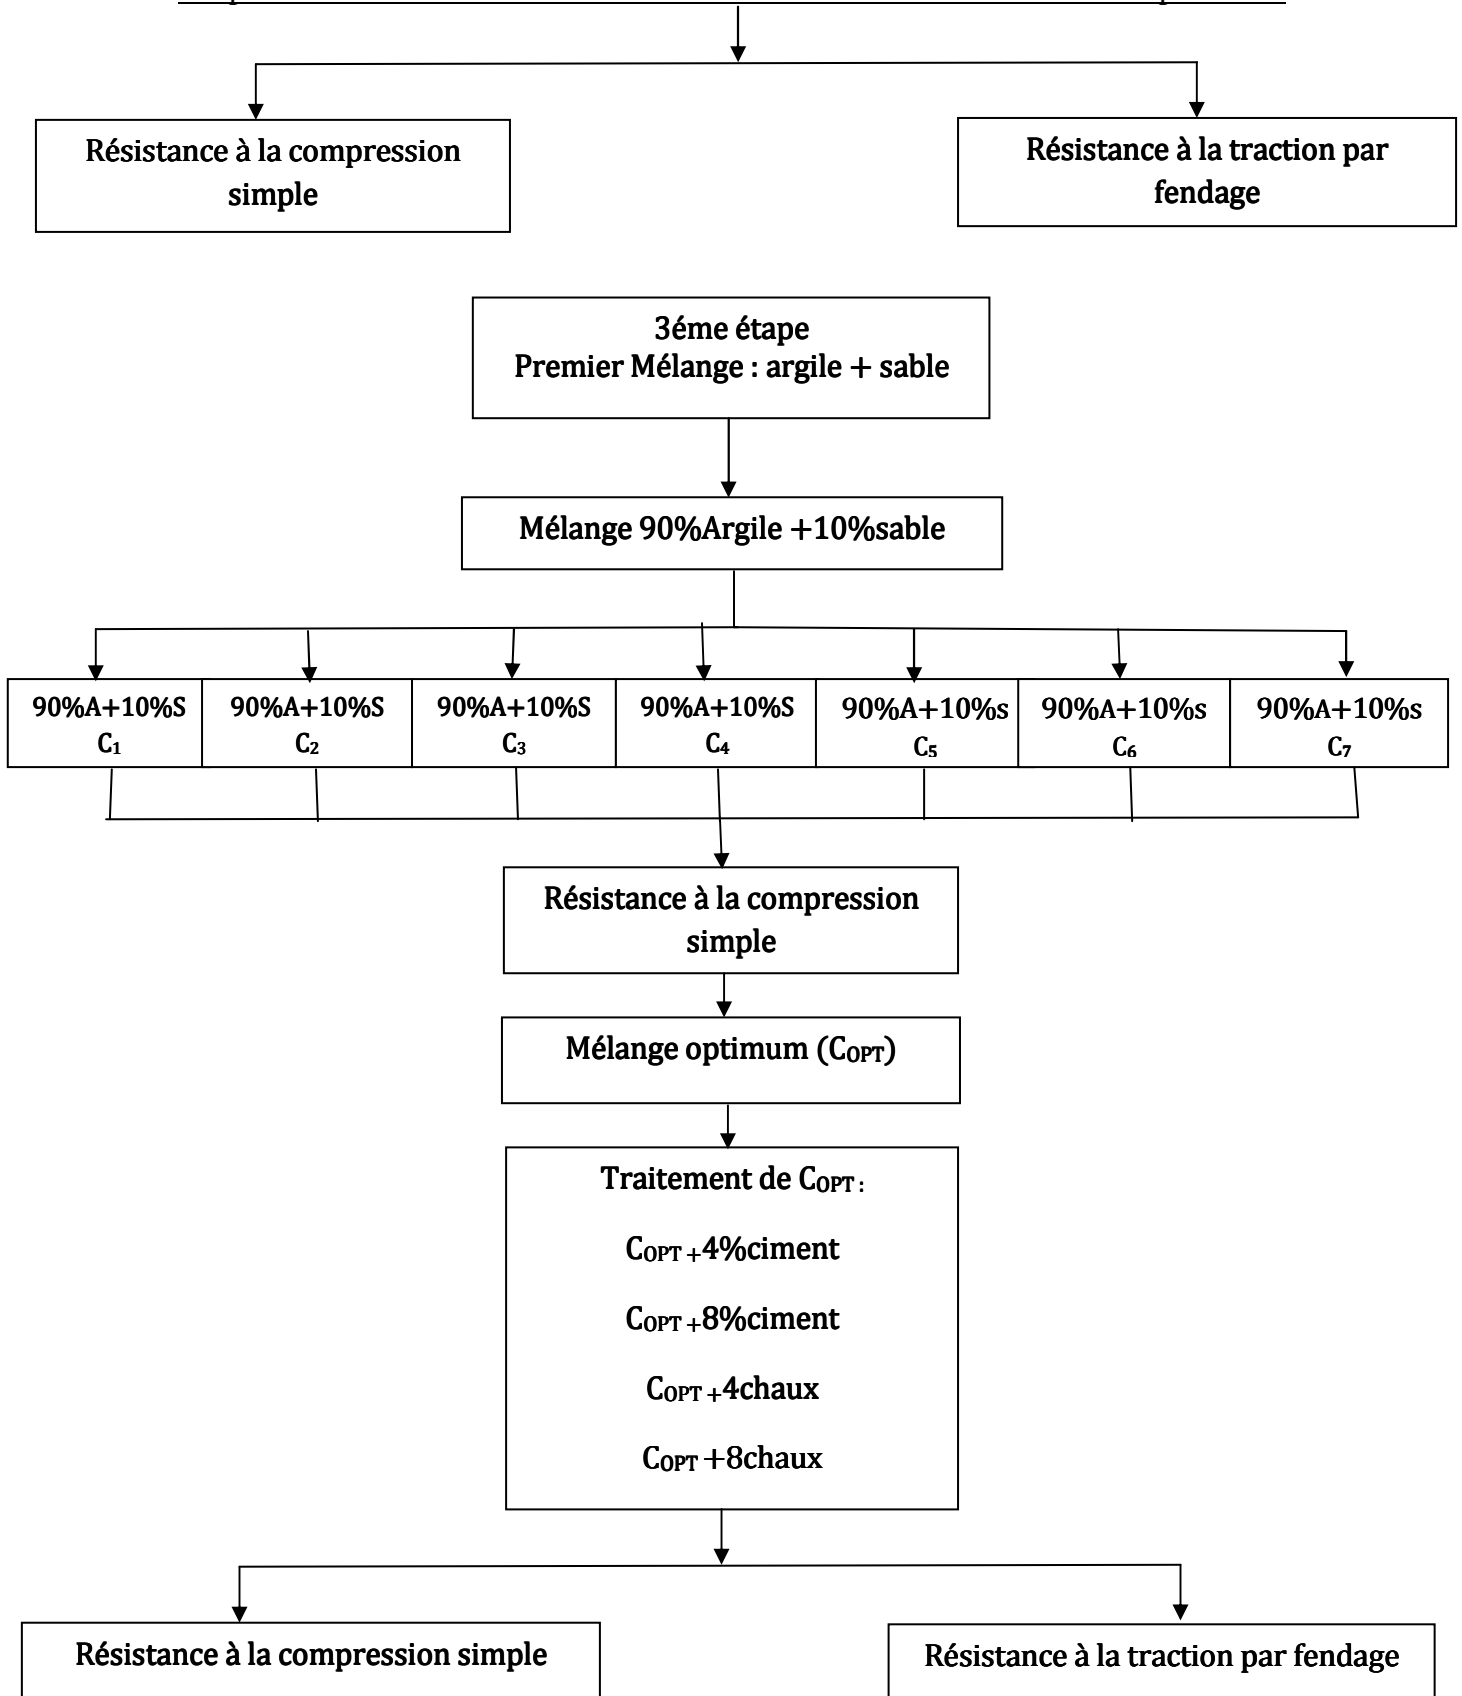 Résistance à la compression
simple
Résistance à la traction par
fendage
3éme étape
Premier Mélange : argile + sable
Mélange 90%Argile +10%sable
90%A+10%S
C₁
90%A+10%S
C₂
90%A+10%S
C₃
90%A+10%S
C₄
90%A+10%s
C₅
90%A+10%s
C₆
90%A+10%s
C₇
Résistance à la compression
simple
Mélange optimum (COPT)
Traitement de COPT :
COPT +4%ciment
COPT +8%ciment
COPT +4chaux
COPT +8chaux
Résistance à la compression simple
Résistance à la traction par fendage